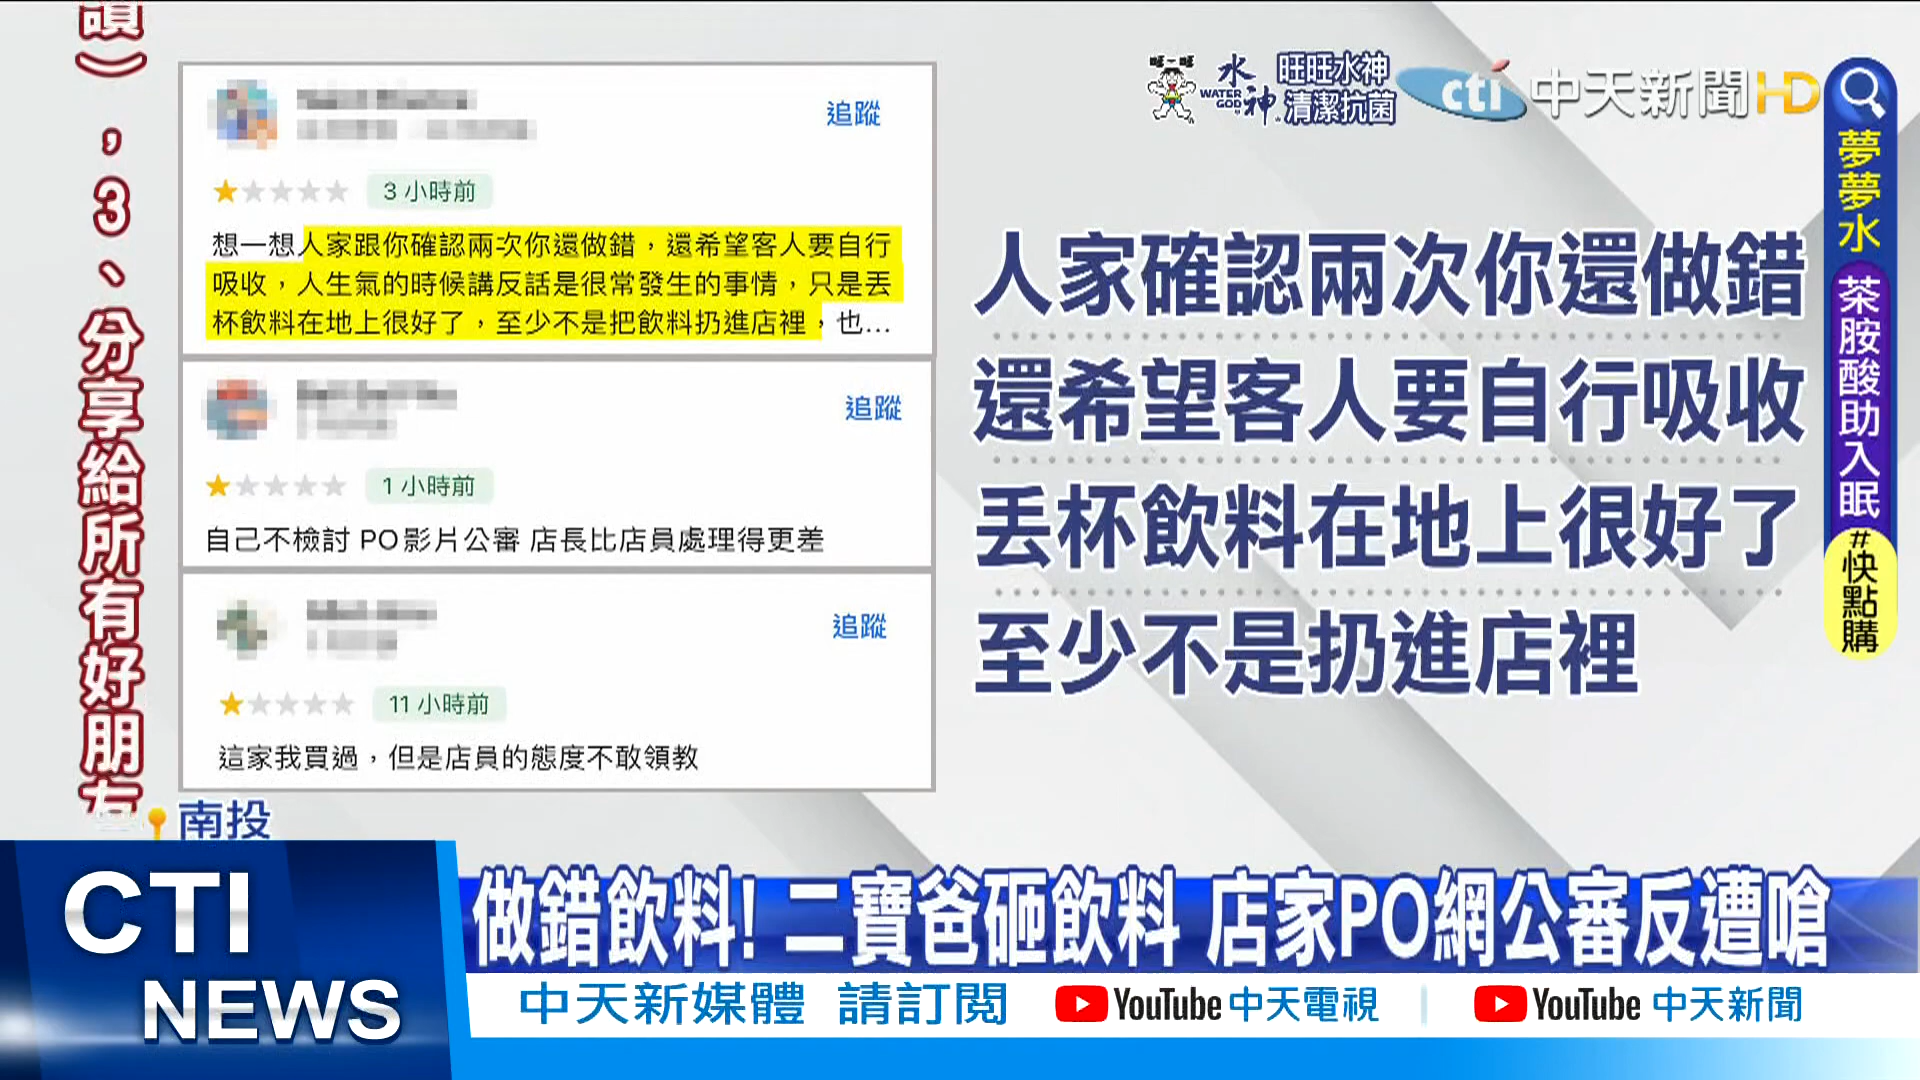 讀》，3、分享給所有好朋友
追蹤
3 小時前
想一想人家跟你確認兩次你還做錯，還希望客人要自行
吸收，人生氣的時候講反話是很常發生的事情，只是丟
杯飲料在地上很好了，至少不是把飲料扔進店裡，也...
追蹤
1 小時前
自己不檢討 PO影片公審 店長比店員處理得更差
追蹤
11 小時前
這家我買過，但是店員的態度不敢領教
旺一旺
水神
WATER GOD
旺旺水神
清潔抗菌
cti 中天新聞HD
人家確認兩次你還做錯
還希望客人要自行吸收
丟杯飲料在地上很好了
至少不是扔進店裡
夢夢水
茶胺酸助入眠
#快點購
南投
CTI NEWS
做錯飲料! 二寶爸砸飲料 店家PO網公審反遭嗆
中天新媒體 請訂閱 YouTube 中天電視 | YouTube 中天新聞